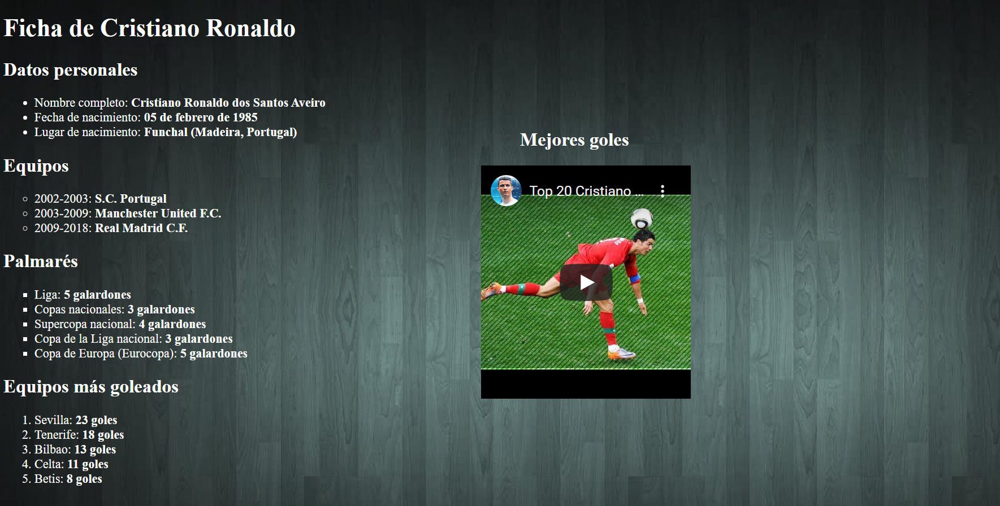 Ficha de Cristiano Ronaldo
Datos personales
Nombre completo: Cristiano Ronaldo dos Santos Aveiro
Fecha de nacimiento: 05 de febrero de 1985
Lugar de nacimiento: Funchal (Madeira, Portugal)
Equipos
2002-2003: S.C. Portugal
2003-2009: Manchester United F.C.
2009-2018: Real Madrid C.F.
Palmarés
Liga: 5 galardones
Copas nacionales: 3 galardones
Supercopa nacional: 4 galardones
Copa de la Liga nacional: 3 galardones
Copa de Europa (Eurocopa): 5 galardones
Equipos más goleados
1. Sevilla: 23 goles
2. Tenerife: 18 goles
3. Bilbao: 13 goles
4. Celta: 11 goles
5. Betis: 8 goles
Mejores goles
Top 20 Cristiano ...